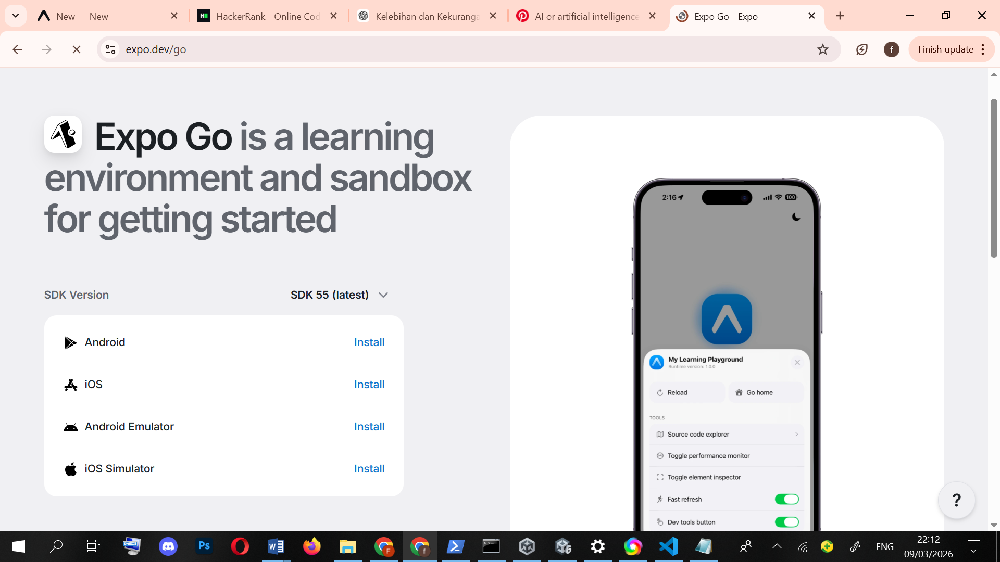 New — New
HackerRank - Online Cod
Kelebihan dan Kekuranga
AI or artificial intelligence
Expo Go - Expo
expo.dev/go
f
Finish update
Expo Go is a learning
environment and sandbox
for getting started
SDK Version
SDK 55 (latest)
Android
Install
iOS
Install
Android Emulator
Install
iOS Simulator
Install
2:16
100
My Learning Playground
Runtime version: 1.0.0
Reload
Go home
TOOLS
Source code explorer
Toggle performance monitor
Toggle element inspector
Fast refresh
Dev tools button
?
ENG
22:12
09/03/2026